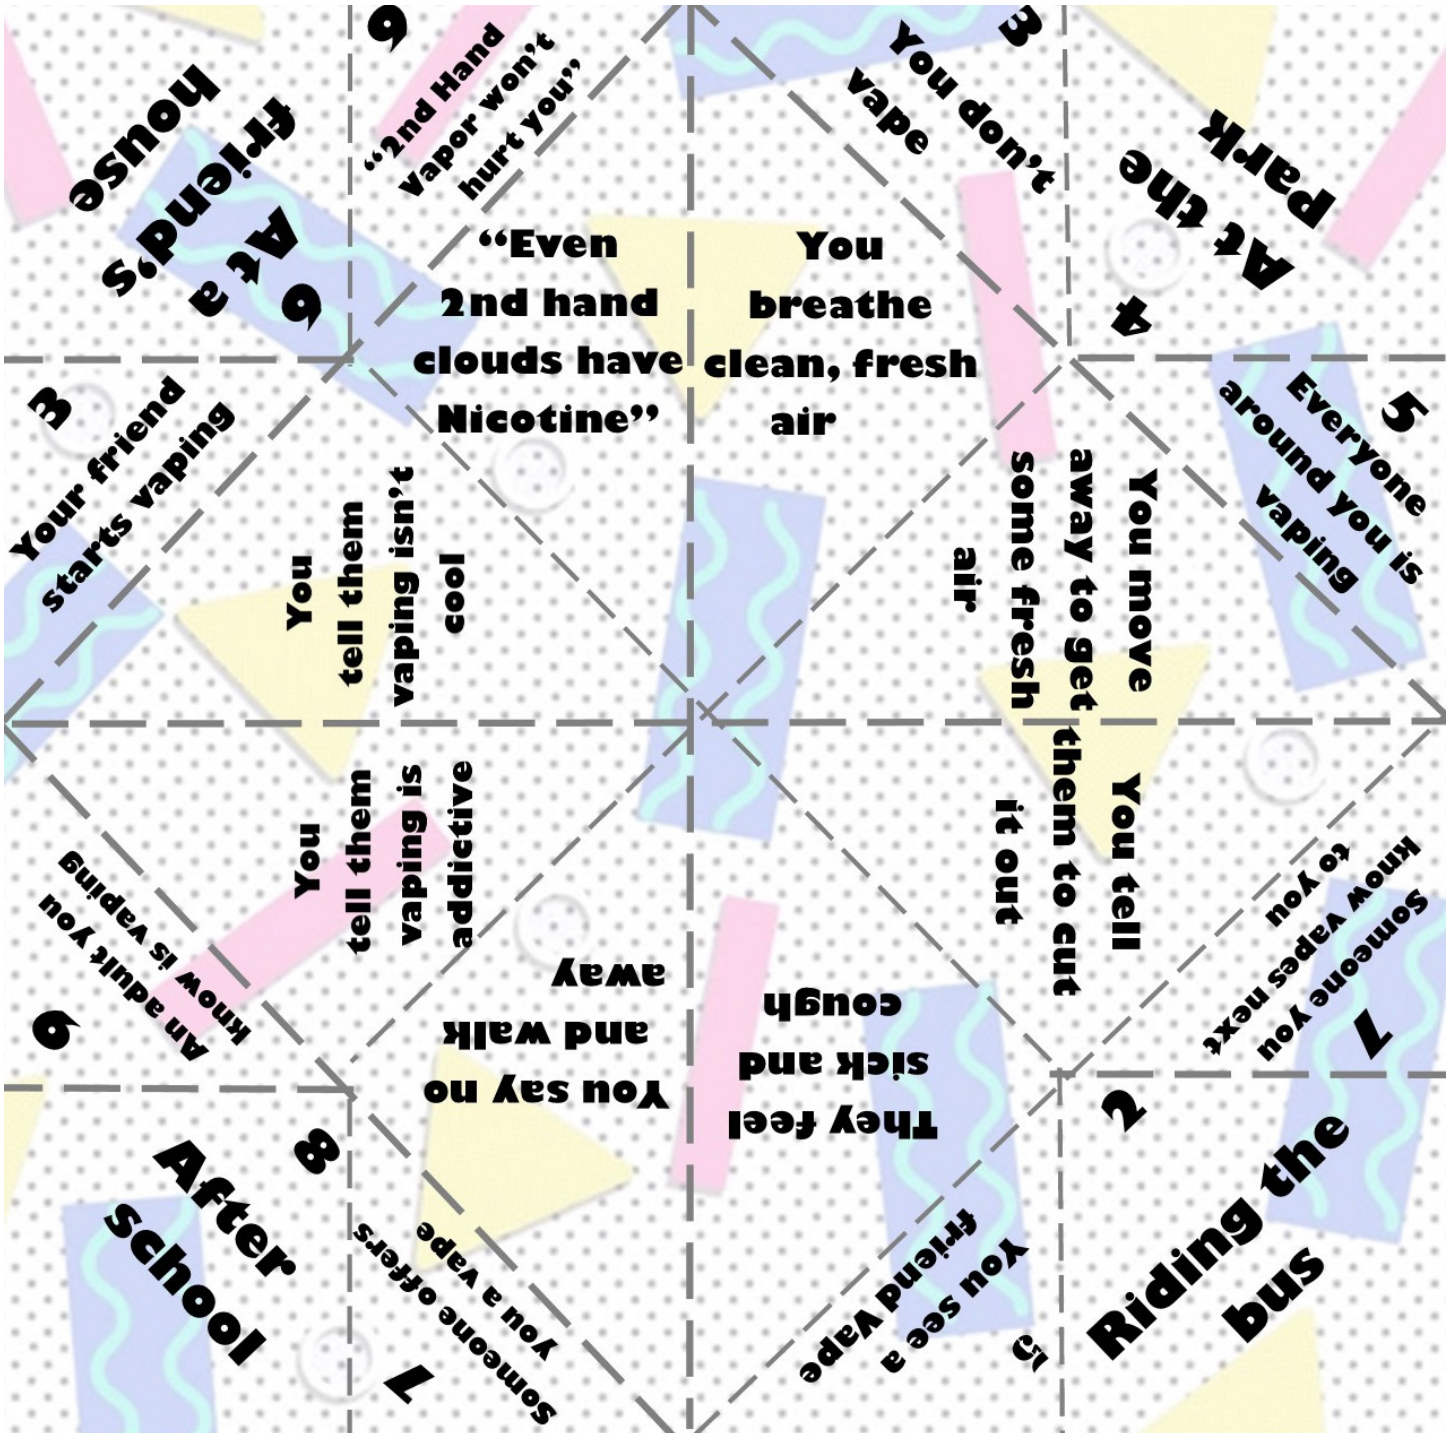 At a
friend's
house
6
6
“2nd Hand
vapor won't
hurt you”
You don't
vape
3
At the
Park
4
“Even
2nd hand
clouds have
Nicotine”
You
breathe
clean, fresh
air
3
Your friend
starts vaping
You
tell them
vaping isn't
cool
You move
away to get
some fresh
air
5
Everyone
around you is
vaping
An adult you
know is vaping
6
You
tell them
vaping is
addictive
You say no
and walk
away
They feel
sick and
cough
You tell
them to cut
it out
Someone you
know vapes next
to you
7
8
After
school
Someone offers
you a vape
7
You see a
friend Vape
5
2
Riding the
bus